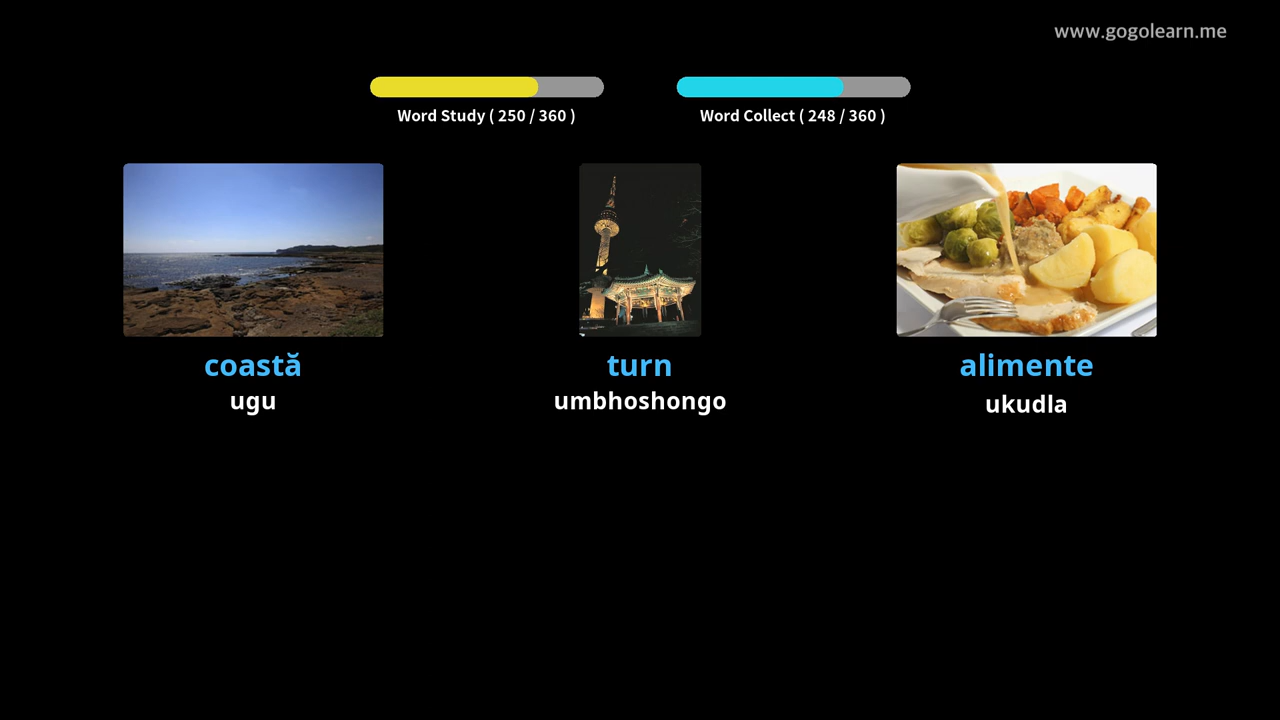 www.gogolearn.me
Word Study ( 250 / 360 )
Word Collect ( 248 / 360 )
coastă
ugu
turn
umbhoshongo
alimente
ukudla